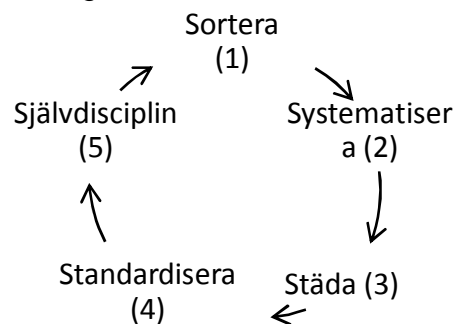 Sortera
(1)
Systematiser
a (2)
Städa (3)
Standardisera
(4)
Självdisciplin
(5)